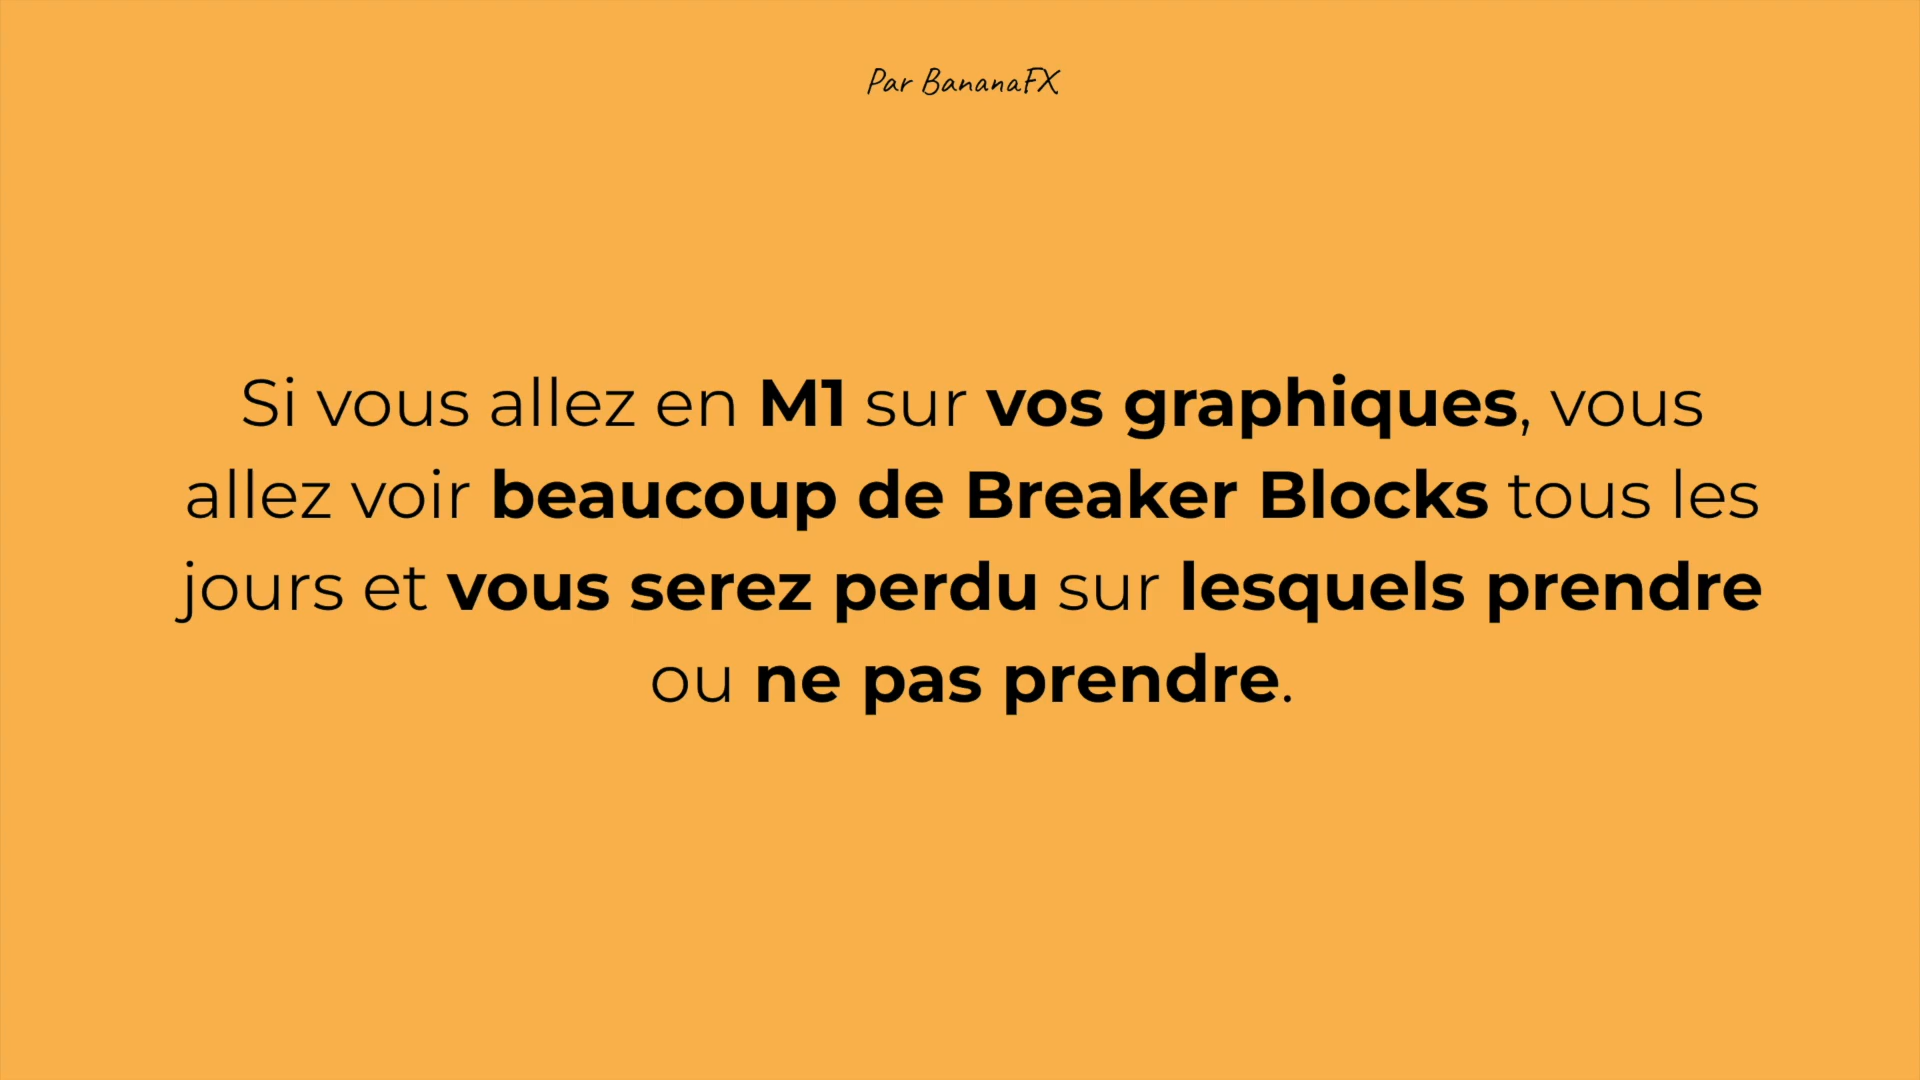 Par BananaFX
Si vous allez en M1 sur vos graphiques, vous
allez voir beaucoup de Breaker Blocks tous les
jours et vous serez perdu sur lesquels prendre
ou ne pas prendre.